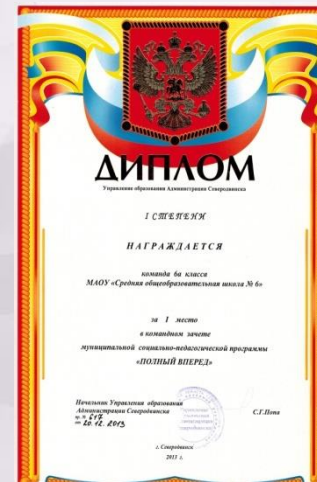 ДИПЛОМ
Управление образования Администрации Северодвинска
I СТЕПЕНИ
НАГРАЖДАЕТСЯ
команда 6а класса
МАОУ «Средняя общеобразовательная школа № 6»
за I место
в командном зачете
муниципальной социально-педагогической программы
«ПОЛНЫЙ ВПЕРЕД»
Начальник Управления образования
Администрации Северодвинска С.Г.Попа
№ 617
от 20.12.2013
г. Северодвинск
2013 г.